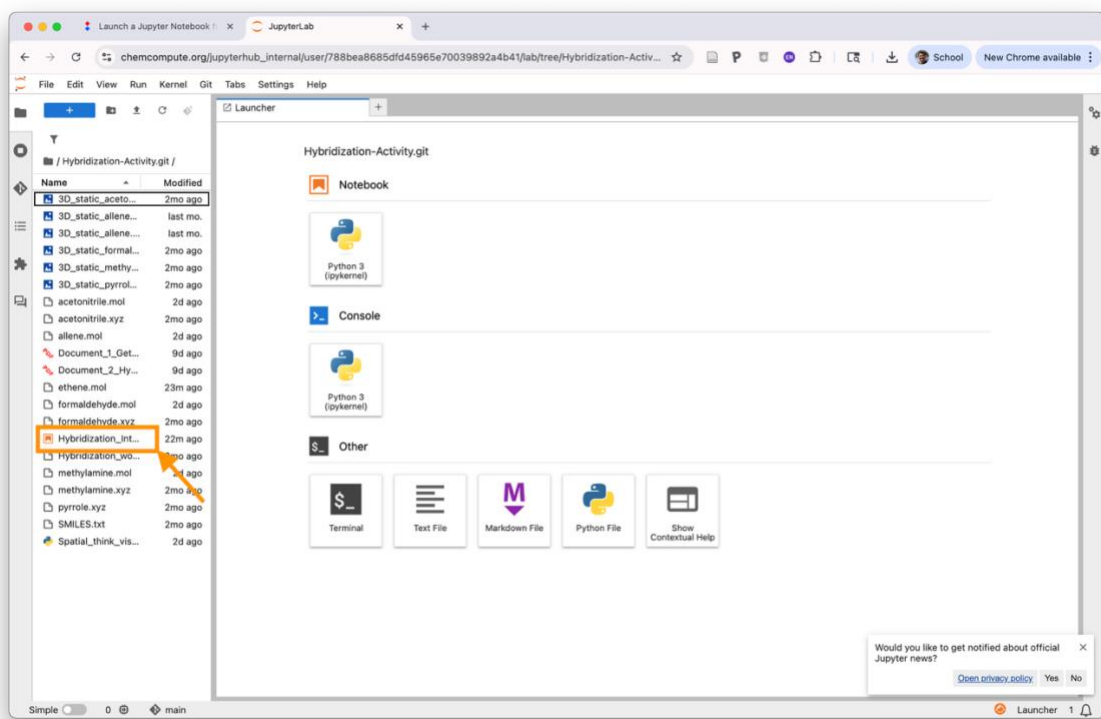 Launch a Jupyter Notebook f
JupyterLab
chemcompute.org/jupyterhub_internal/user/788bea8685dfd45965e70039892a4b41/lab/tree/Hybridization-Activ...
School
New Chrome available
File Edit View Run Kernel Git Tabs Settings Help
Launcher
/ Hybridization-Activity.git /
Name Modified
3D_static_aceto... 2mo ago
3D_static_allene... last mo.
3D_static_allene.... last mo.
3D_static_formal... 2mo ago
3D_static_methy... 2mo ago
3D_static_pyrrol... 2mo ago
acetonitrile.mol 2d ago
acetonitrile.xyz 2mo ago
allene.mol 2d ago
Document_1_Get... 9d ago
Document_2_Hy... 9d ago
ethene.mol 23m ago
formaldehyde.mol 2d ago
formaldehyde.xyz 2mo ago
Hybridization_Int... 22m ago
Hybridization_wo... ago
methylamine.mol ago
methylamine.xyz 2mo ago
pyrrole.xyz 2mo ago
SMILES.txt 2mo ago
Spatial_think_vis... 2d ago
Hybridization-Activity.git
Notebook
Python 3
(ipykernel)
Console
Python 3
(ipykernel)
$_ Other
$_
Terminal
Text File
M
Markdown File
Python File
Show
Contextual Help
Would you like to get notified about official
Jupyter news?
Open privacy policy Yes No
Simple 0 main
Launcher 1